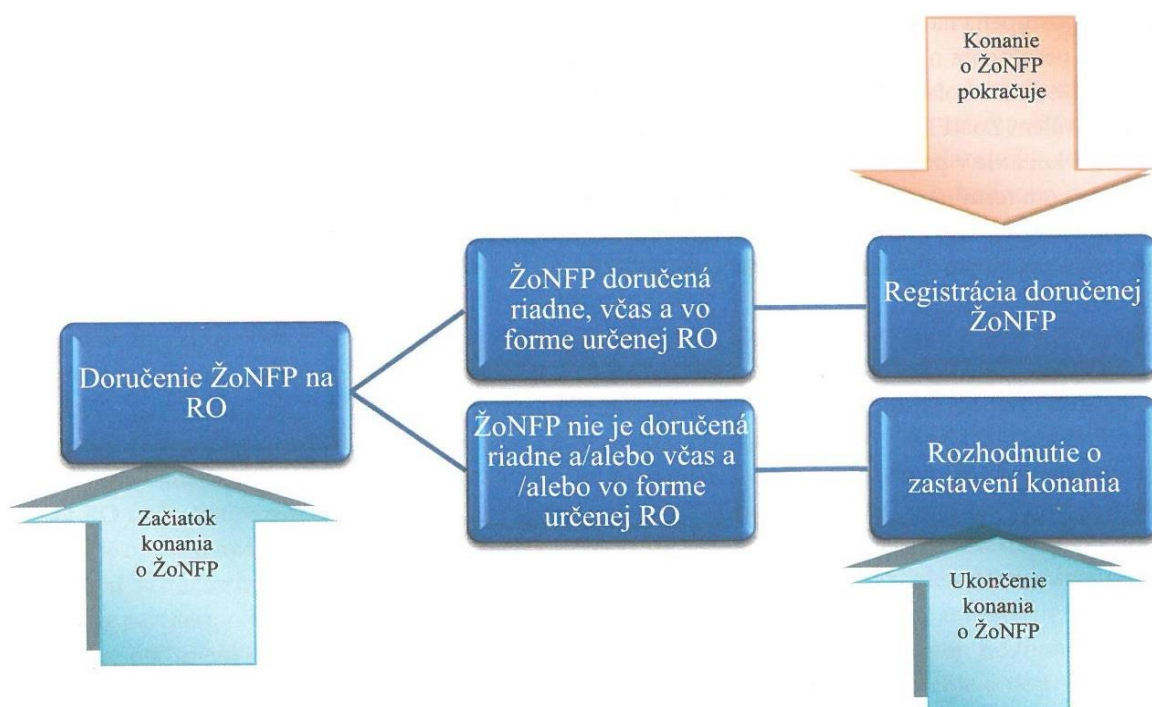 Konanie
o ŽoNFP
pokračuje
ŽoNFP doručená
riadne, včas a vo
forme určenej RO
Registrácia doručenej
ŽoNFP
Doručenie ŽoNFP na
RO
ŽoNFP nie je doručená
riadne a/alebo včas a
/alebo vo forme
určenej RO
Rozhodnutie o
zastavení konania
Začiatok
konania
o ŽoNFP
Ukončenie
konania
o ŽoNFP